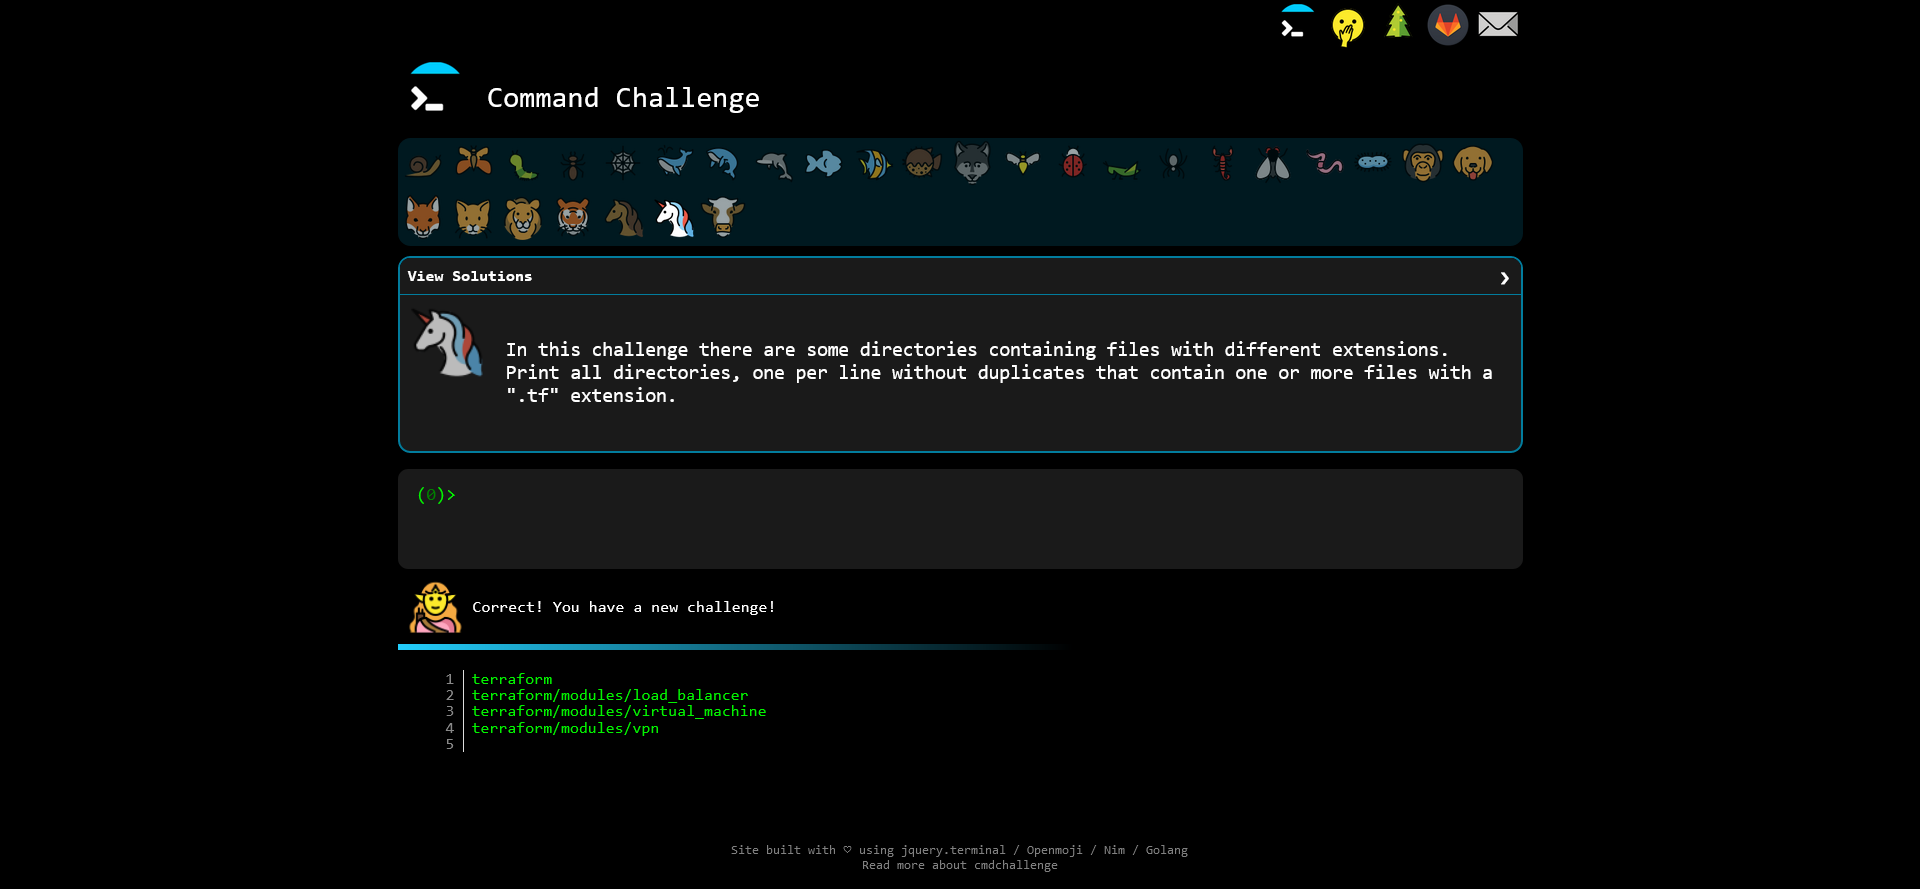 Command Challenge
View Solutions
In this challenge there are some directories containing files with different extensions.
Print all directories, one per line without duplicates that contain one or more files with a
".tf" extension.
(0)>
Correct! You have a new challenge!
1 terraform
2 terraform/modules/load_balancer
3 terraform/modules/virtual_machine
4 terraform/modules/vpn
5
Site built with ♡ using jquery.terminal / Openmoji / Nim / Golang
Read more about cmdchallenge